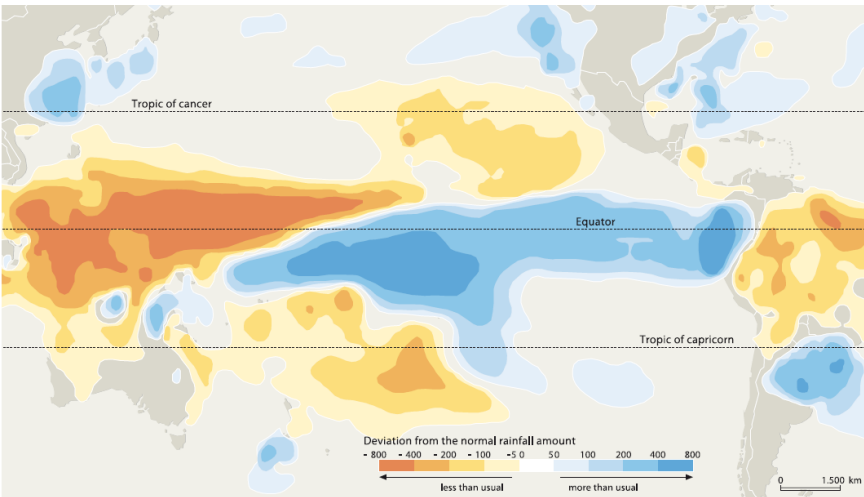 Tropic of cancer
Equator
Tropic of capricorn
Deviation from the normal rainfall amount
- 800 - 400 - 200 - 100 -5 0 50 100 200 400 800
less than usual more than usual
0 1.500 km